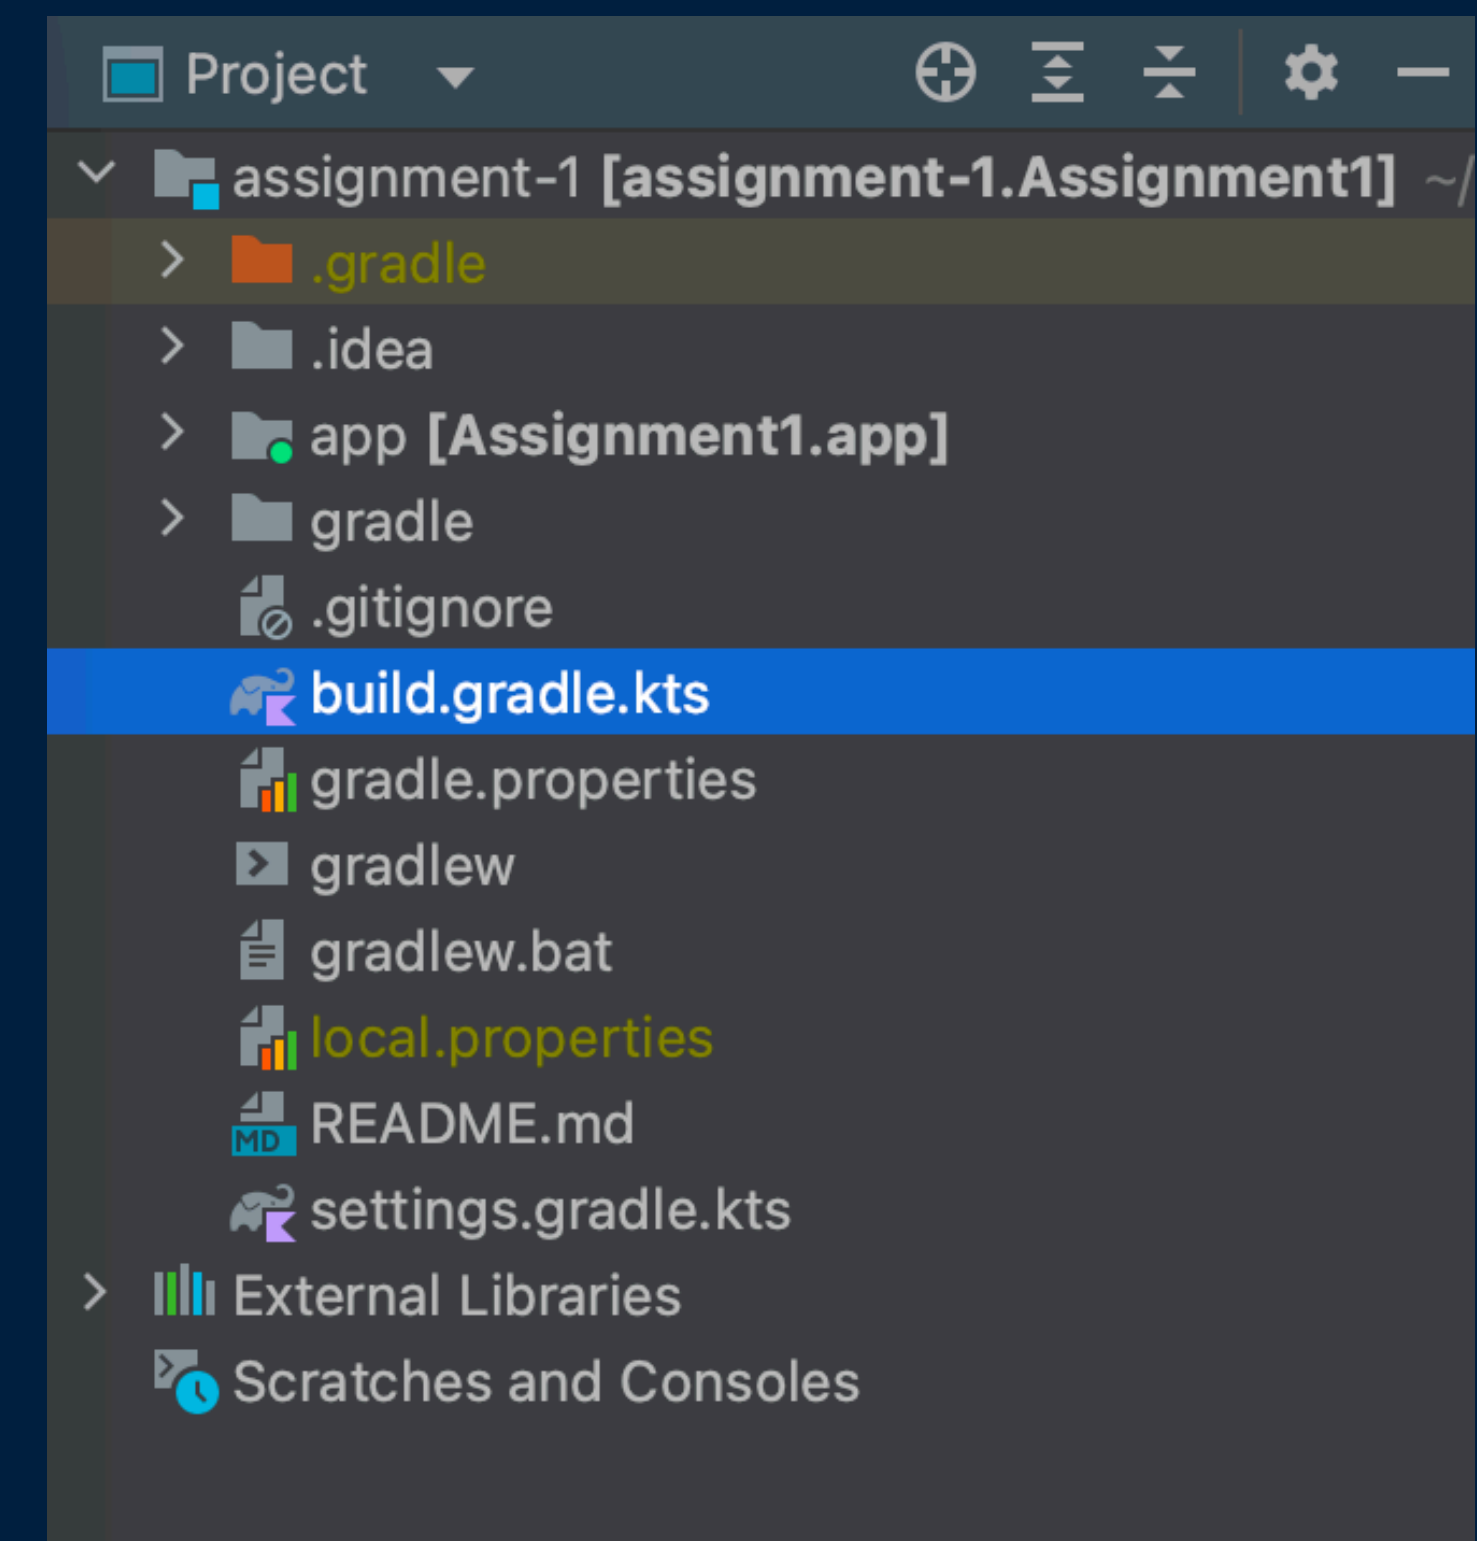 Project
assignment-1 [assignment-1.Assignment1] ~/
.gradle
.idea
app [Assignment1.app]
gradle
.gitignore
build.gradle.kts
gradle.properties
gradlew
gradlew.bat
local.properties
MD README.md
settings.gradle.kts
External Libraries
Scratches and Consoles